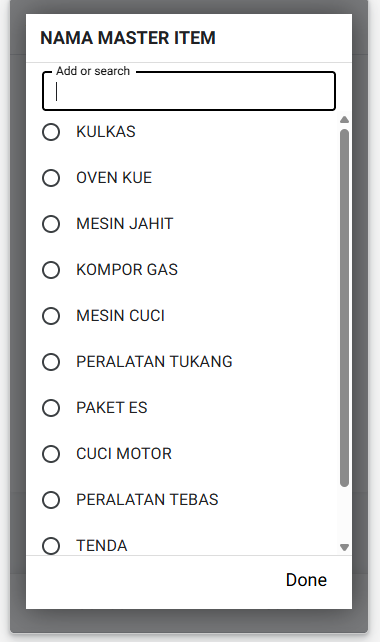 NAMA MASTER ITEM
Add or search
KULKAS
OVEN KUE
MESIN JAHIT
KOMPOR GAS
MESIN CUCI
PERALATAN TUKANG
PAKET ES
CUCI MOTOR
PERALATAN TEBAS
TENDA
Done